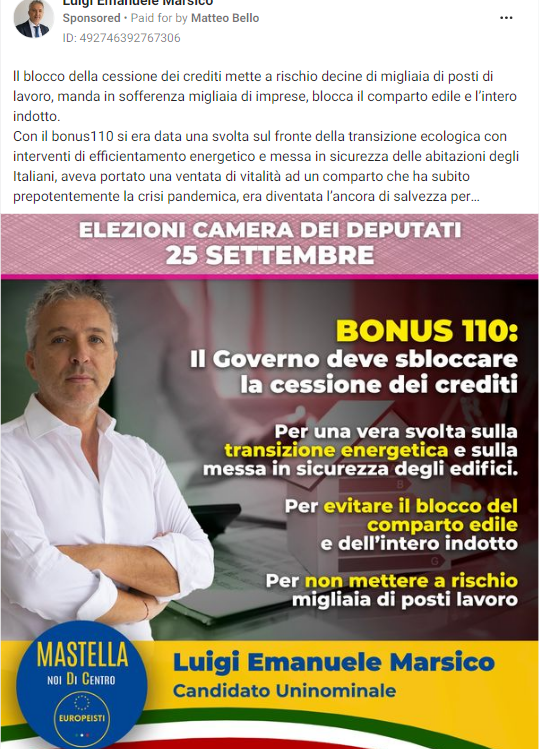 Luigi Emanuele Marsico
Sponsored • Paid for by Matteo Bello
ID: 492746392767306
Il blocco della cessione dei crediti mette a rischio decine di migliaia di posti di
lavoro, manda in sofferenza migliaia di imprese, blocca il comparto edile e l'intero
indotto.
Con il bonus110 si era data una svolta sul fronte della transizione ecologica con
interventi di efficientamento energetico e messa in sicurezza delle abitazioni degli
Italiani, aveva portato una ventata di vitalità ad un comparto che ha subito
prepotentemente la crisi pandemica, era diventata l'ancora di salvezza per...
ELEZIONI CAMERA DEI DEPUTATI
25 SETTEMBRE
BONUS 110:
Il Governo deve sbloccare
la cessione dei crediti
Per una vera svolta sulla
transizione energetica e sulla
messa in sicurezza degli edifici.
Per evitare il blocco del
comparto edile
e dell'intero indotto
Per non mettere a rischio
migliaia di posti lavoro
MASTELLA
NOI DI CENTRO
EUROPEISTI
Luigi Emanuele Marsico
Candidato Uninominale